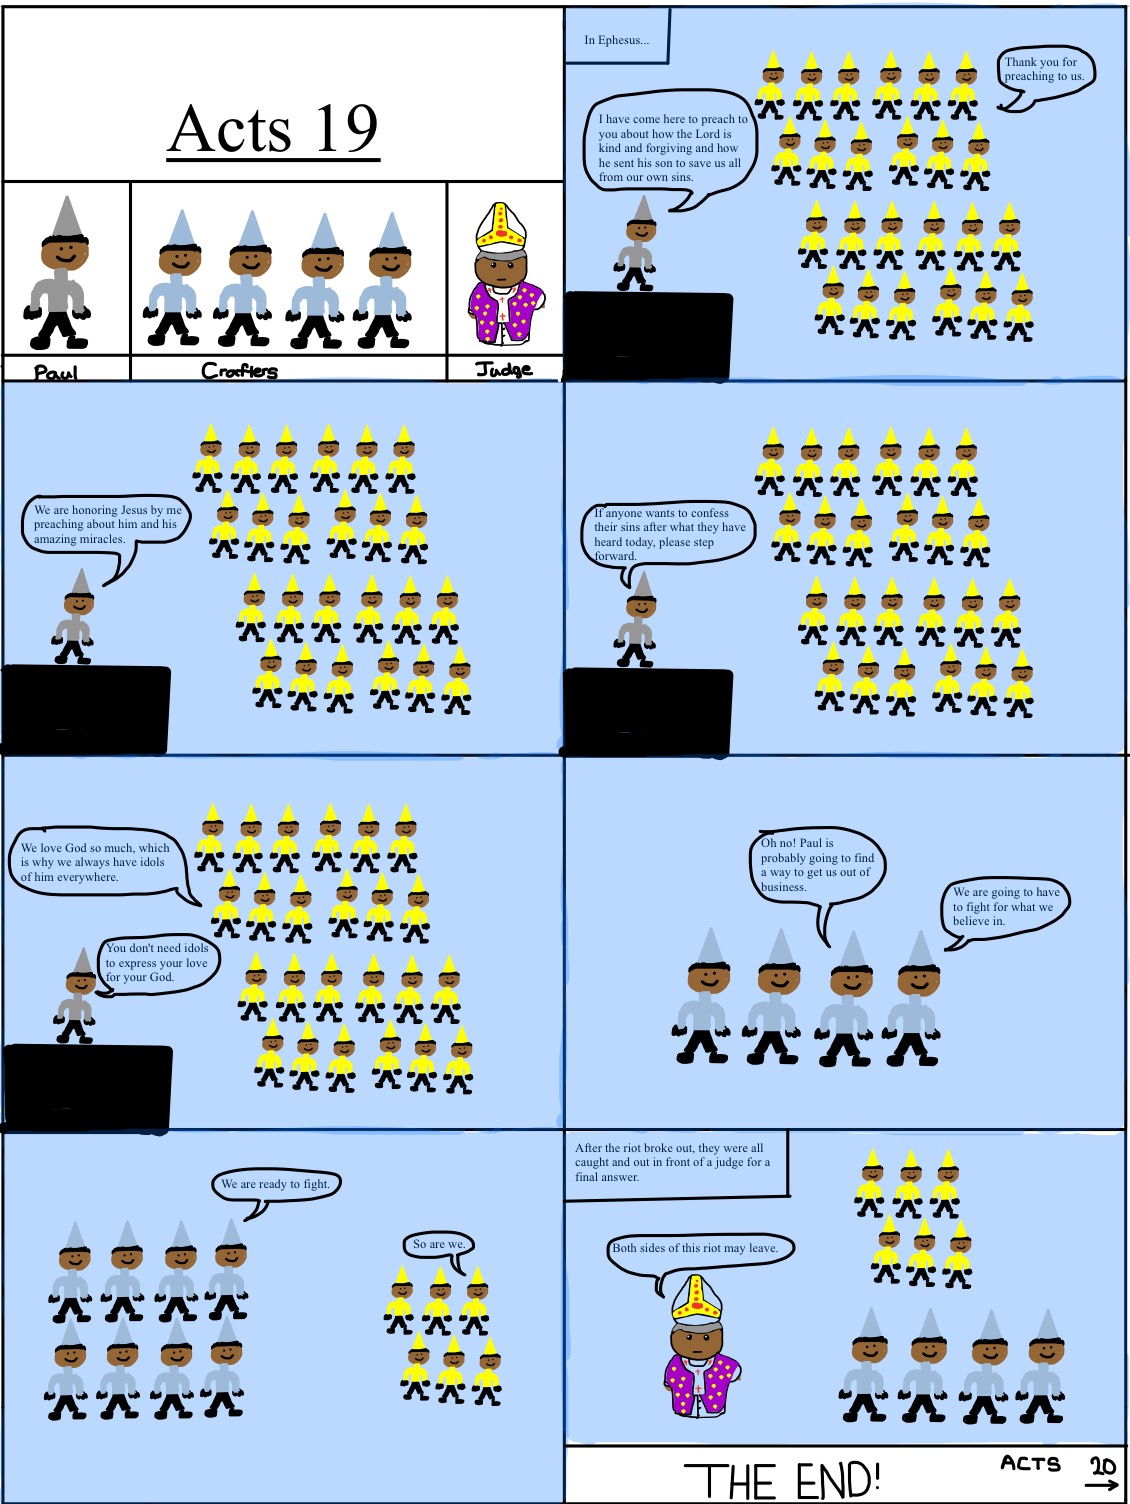 Acts 19
Paul
Crafters
Judge
In Ephesus...
I have come here to preach to
you about how the Lord is
kind and forgiving and how
he sent his son to save us all
from our own sins.
Thank you for
preaching to us.
We are honoring Jesus by me
preaching about him and his
amazing miracles.
If anyone wants to confess
their sins after what they have
heard today, please step
forward.
We love God so much, which
is why we always have idols
of him everywhere.
You don't need idols
to express your love
for your God.
Oh no! Paul is
probably going to find
a way to get us out of
business.
We are going to have
to fight for what we
believe in.
We are ready to fight.
So are we.
After the riot broke out, they were all
caught and out in front of a judge for a
final answer.
Both sides of this riot may leave.
THE END!
ACTS 20